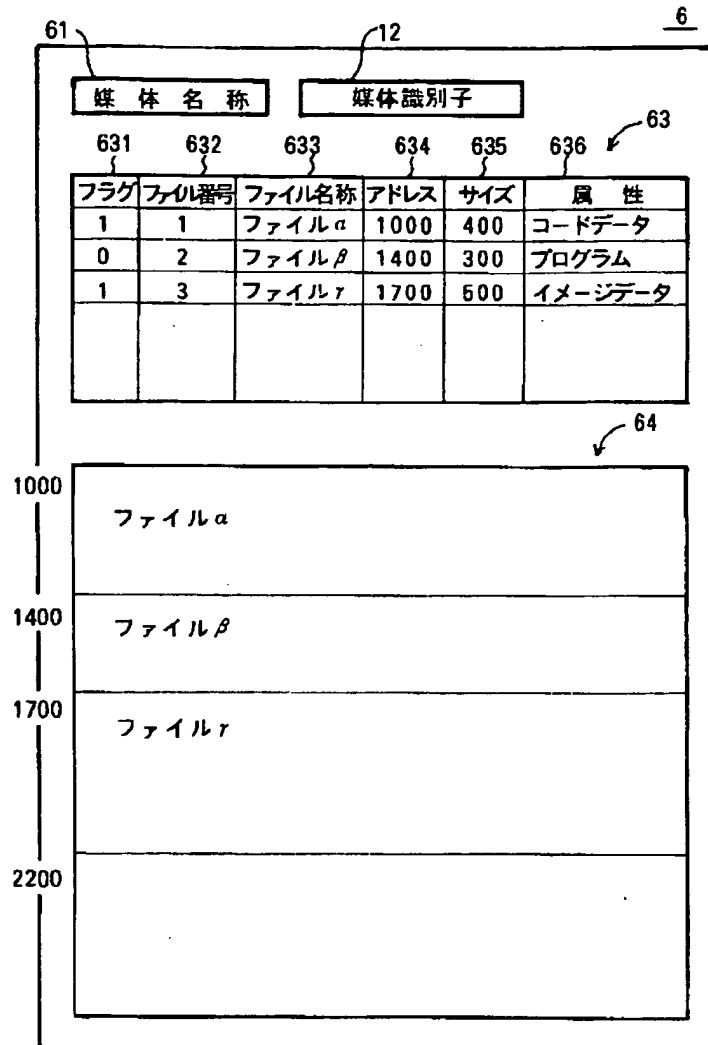 6
61 12
媒体名称 媒体識別子
63
631 632 633 634 635 636
フラグ ファイル番号 ファイル名称 アドレス サイズ 属性
1 1 ファイルα 1000 400 コードデータ
0 2 ファイルβ 1400 300 プログラム
1 3 ファイルγ 1700 500 イメージデータ
64
1000
ファイルα
1400
ファイルβ
1700
ファイルγ
2200